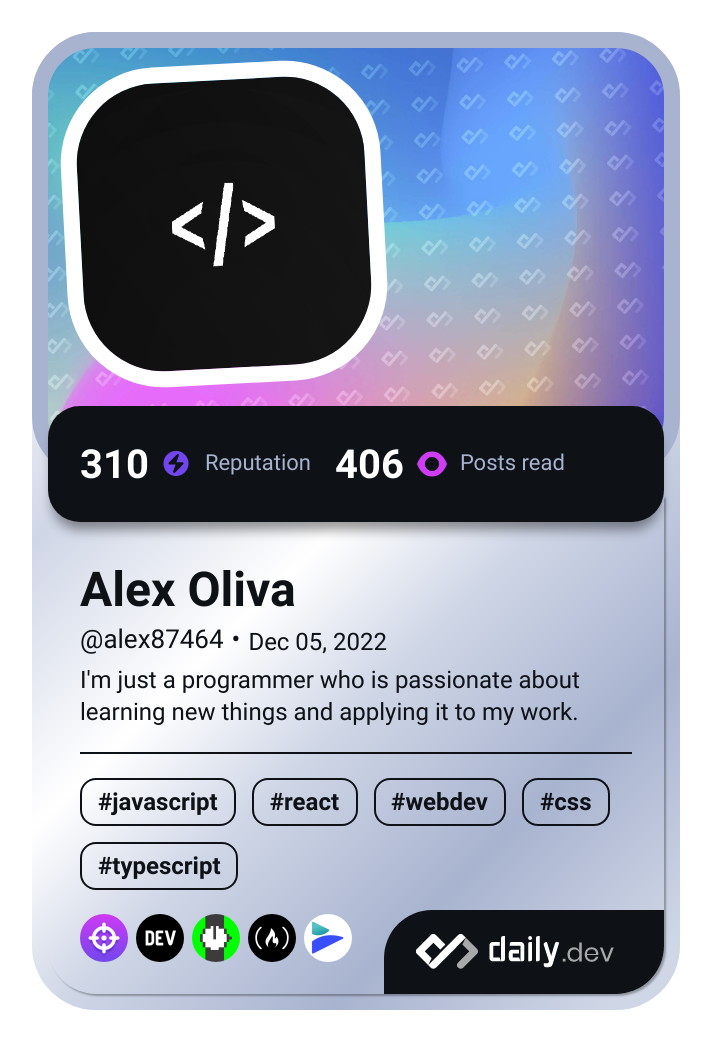 </>
310 Reputation 406 Posts read
Alex Oliva
@alex87464 • Dec 05, 2022
I'm just a programmer who is passionate about
learning new things and applying it to my work.
#javascript #react #webdev #css
#typescript
DEV
daily.dev